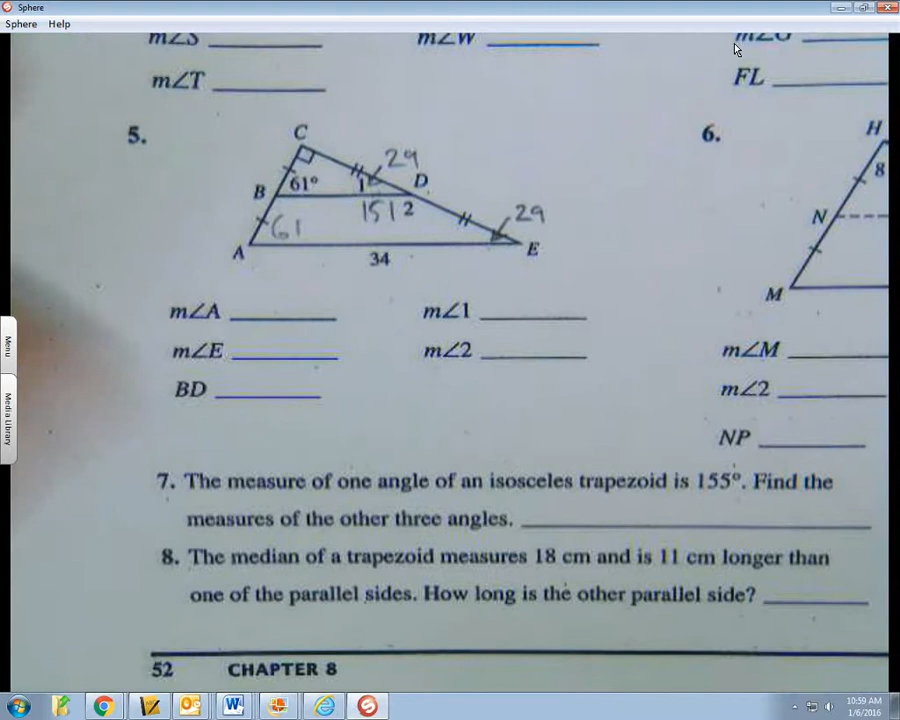 Sphere
Sphere Help
m∠S
m∠W
m∠T
FL
5.
C
29
61°
1
D
B
151 2
29
61
A
34
E
6.
H
8
N
M
m∠A
m∠1
m∠E
m∠2
BD
m∠M
m∠2
NP
7. The measure of one angle of an isosceles trapezoid is 155°. Find the
measures of the other three angles.
8. The median of a trapezoid measures 18 cm and is 11 cm longer than
one of the parallel sides. How long is the other parallel side?
52 CHAPTER 8
Menu
Media Library
10:59 AM
1/6/2016